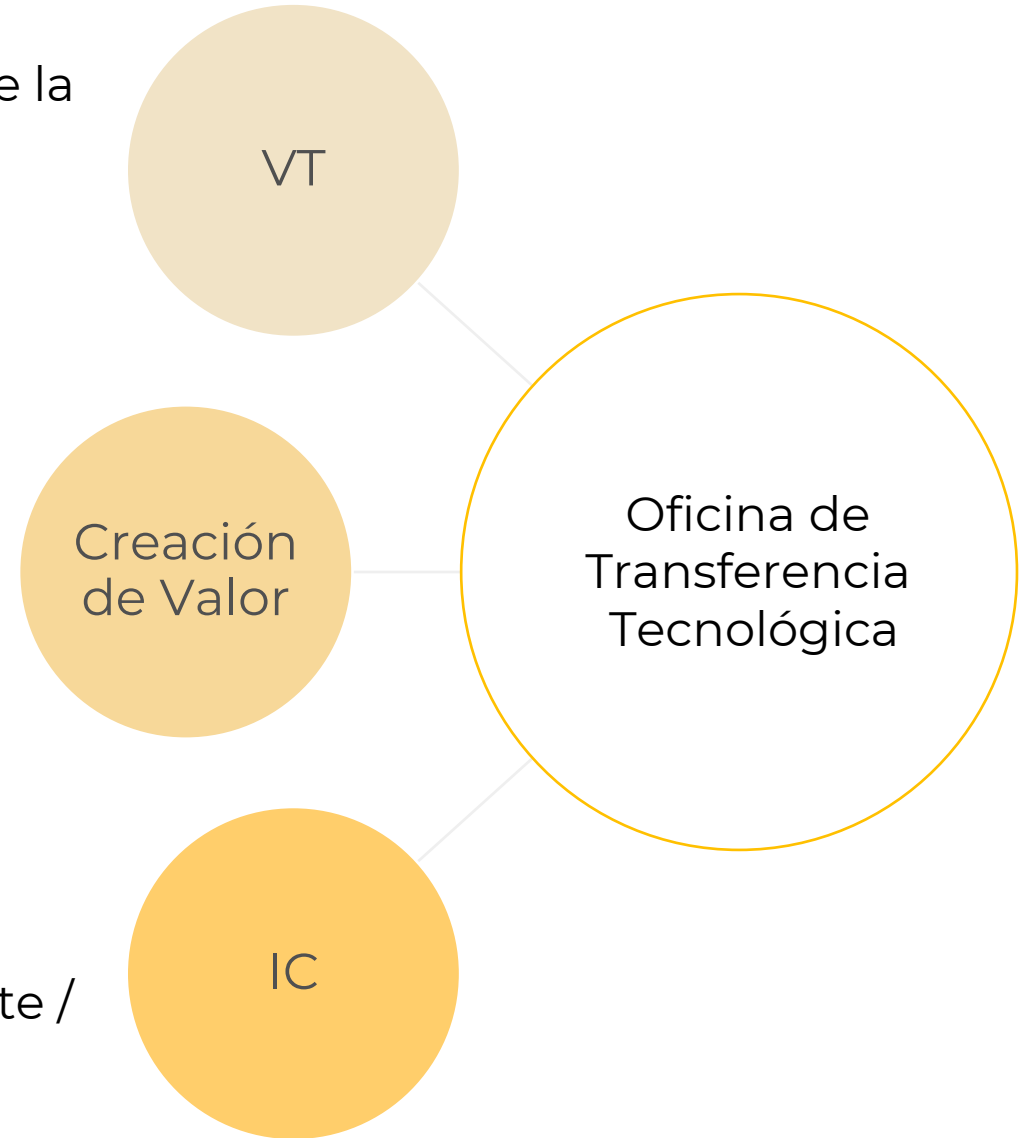 e la
VT
Creación
de Valor
Oficina de
Transferencia
Tecnológica
IC
te /